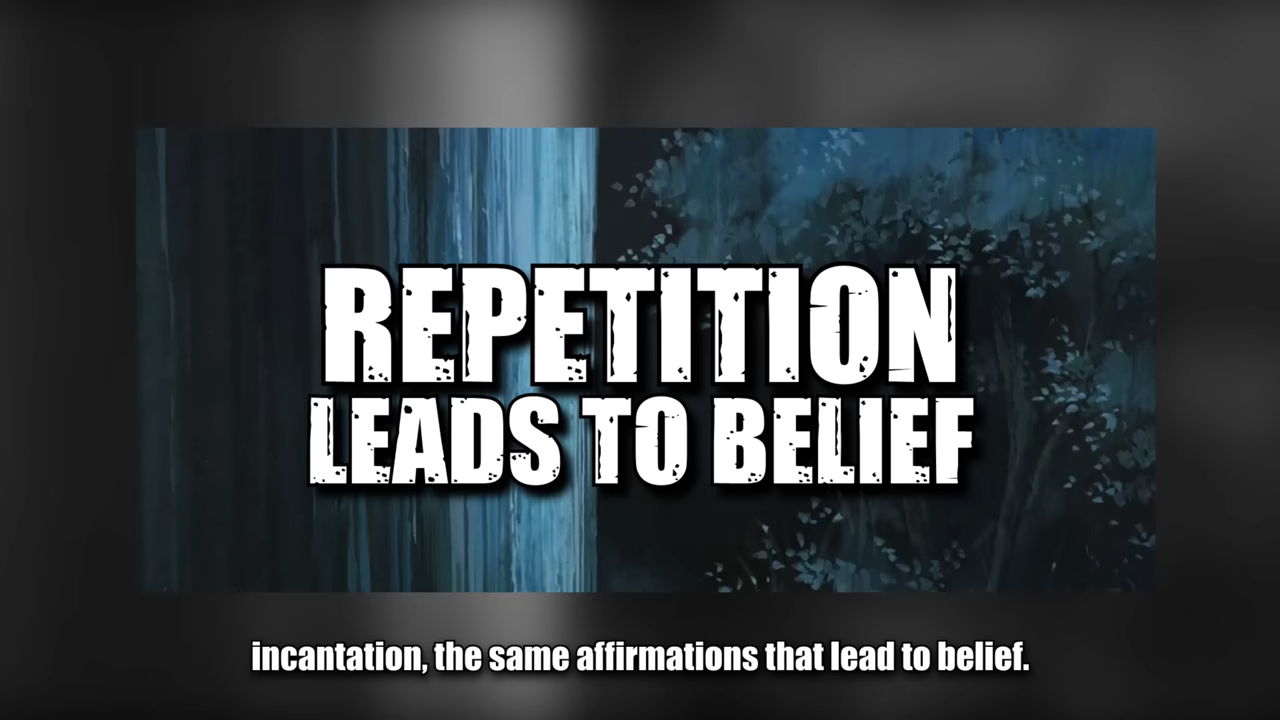 REPETITION
LEADS TO BELIEF
incantation, the same affirmations that lead to belief.